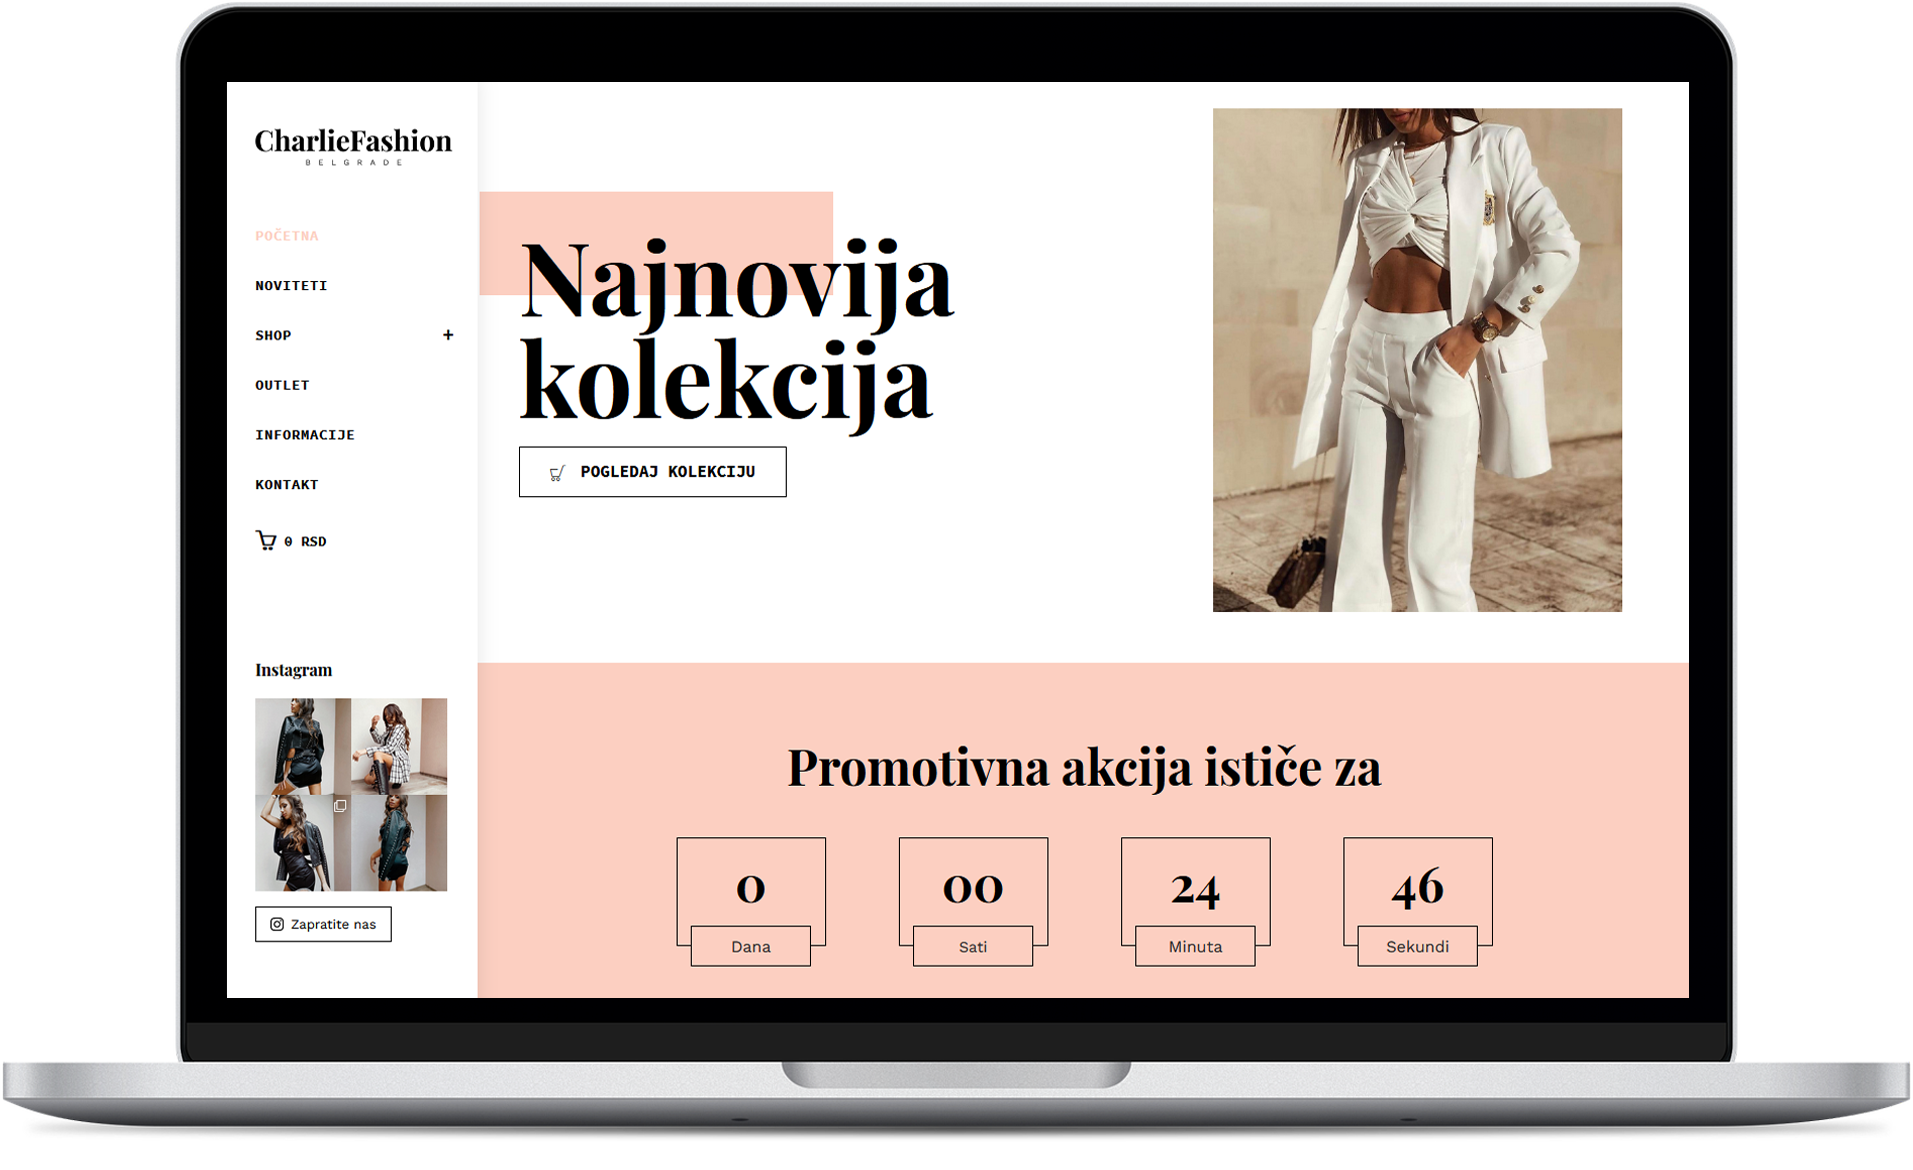 CharlieFashion
BELGRADE
POČETNA
NOVITETI
SHOP +
OUTLET
INFORMACIJE
KONTAKT
0 RSD
Instagram
Zapratite nas
Najnovija
kolekcija
POGLEDAJ KOLEKCIJU
Promotivna akcija ističe za
0 00 24 46
Dana Sati Minuta Sekundi